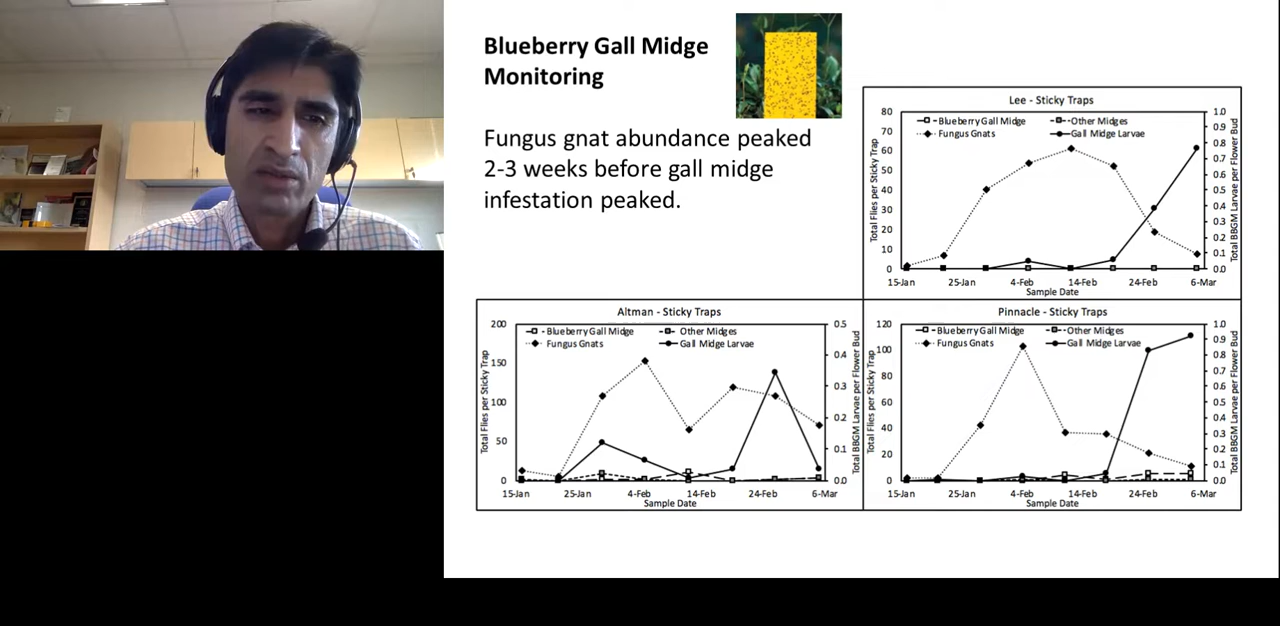 Blueberry Gall Midge
Monitoring
Fungus gnat abundance peaked
2-3 weeks before gall midge
infestation peaked.
Lee - Sticky Traps
Blueberry Gall Midge
Other Midges
Fungus Gnats
Gall Midge Larvae
Total Flies per Sticky Trap
80
70
60
50
40
30
20
10
0
Total BBGM Larvae per Flower Bud
1.0
0.9
0.8
0.7
0.6
0.5
0.4
0.3
0.2
0.1
0.0
15-Jan 25-Jan 4-Feb 14-Feb 24-Feb 6-Mar
Sample Date
Altman - Sticky Traps
Blueberry Gall Midge
Other Midges
Fungus Gnats
Gall Midge Larvae
Total Flies per Sticky Trap
200
150
100
50
0
Total BBGM Larvae per Flower Bud
0.5
0.4
0.3
0.2
0.1
0.0
15-Jan 25-Jan 4-Feb 14-Feb 24-Feb 6-Mar
Sample Date
Pinnacle - Sticky Traps
Blueberry Gall Midge
Other Midges
Fungus Gnats
Gall Midge Larvae
Total Flies per Sticky Trap
120
100
80
60
40
20
0
Total BBGM Larvae per Flower Bud
1.0
0.9
0.8
0.7
0.6
0.5
0.4
0.3
0.2
0.1
0.0
15-Jan 25-Jan 4-Feb 14-Feb 24-Feb 6-Mar
Sample Date